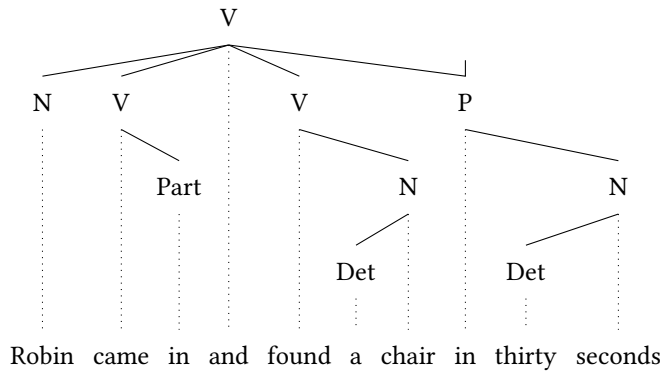 V
N V V P
Part N N
Det Det
Robin came in and found a chair in thirty seconds